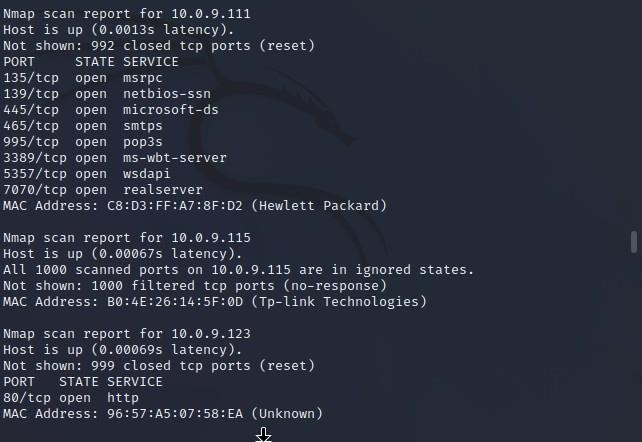 Nmap scan report for 10.0.9.111
Host is up (0.0013s latency).
Not shown: 992 closed tcp ports (reset)
PORT     STATE SERVICE
135/tcp  open  msrpc
139/tcp  open  netbios-ssn
445/tcp  open  microsoft-ds
465/tcp  open  smtps
995/tcp  open  pop3s
3389/tcp open  ms-wbt-server
5357/tcp open  wsdapi
7070/tcp open  realserver
MAC Address: C8:D3:FF:A7:8F:D2 (Hewlett Packard)

Nmap scan report for 10.0.9.115
Host is up (0.00067s latency).
All 1000 scanned ports on 10.0.9.115 are in ignored states.
Not shown: 1000 filtered tcp ports (no-response)
MAC Address: B0:4E:26:14:5F:0D (Tp-link Technologies)

Nmap scan report for 10.0.9.123
Host is up (0.00069s latency).
Not shown: 999 closed tcp ports (reset)
PORT   STATE SERVICE
80/tcp open  http
MAC Address: 96:57:A5:07:58:EA (Unknown)